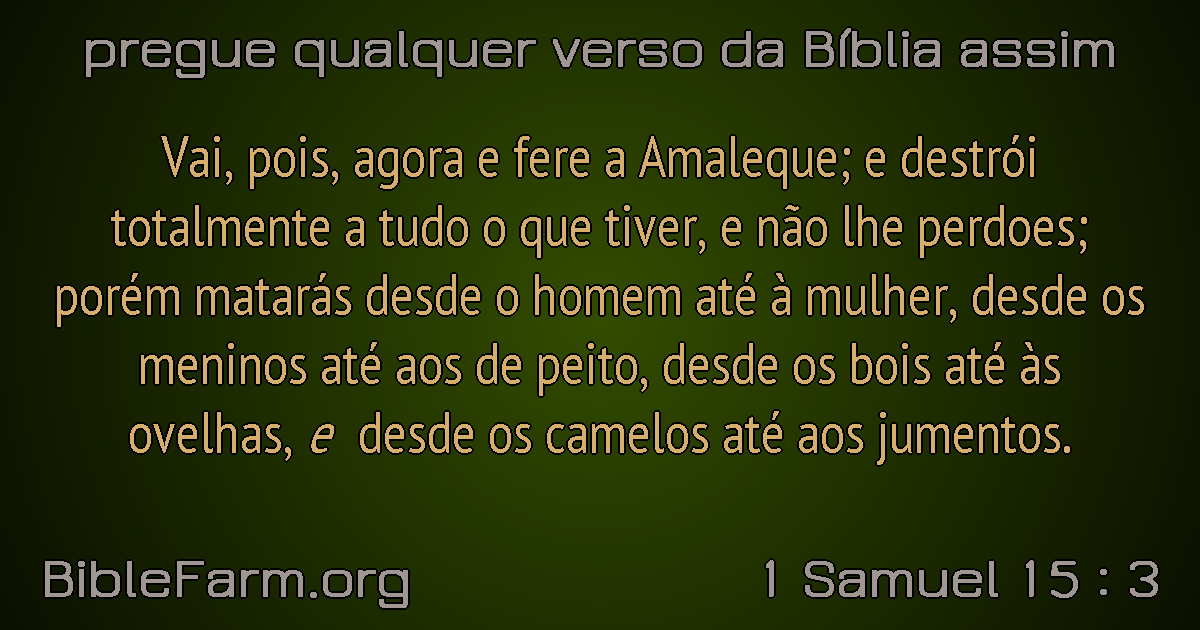 pregue qualquer verso da Bíblia assim
Vai, pois, agora e fere a Amaleque; e destrói
totalmente a tudo o que tiver, e não lhe perdoes;
porém matarás desde o homem até à mulher, desde os
meninos até aos de peito, desde os bois até às
ovelhas, e desde os camelos até aos jumentos.
BibleFarm.org
1 Samuel 15 : 3